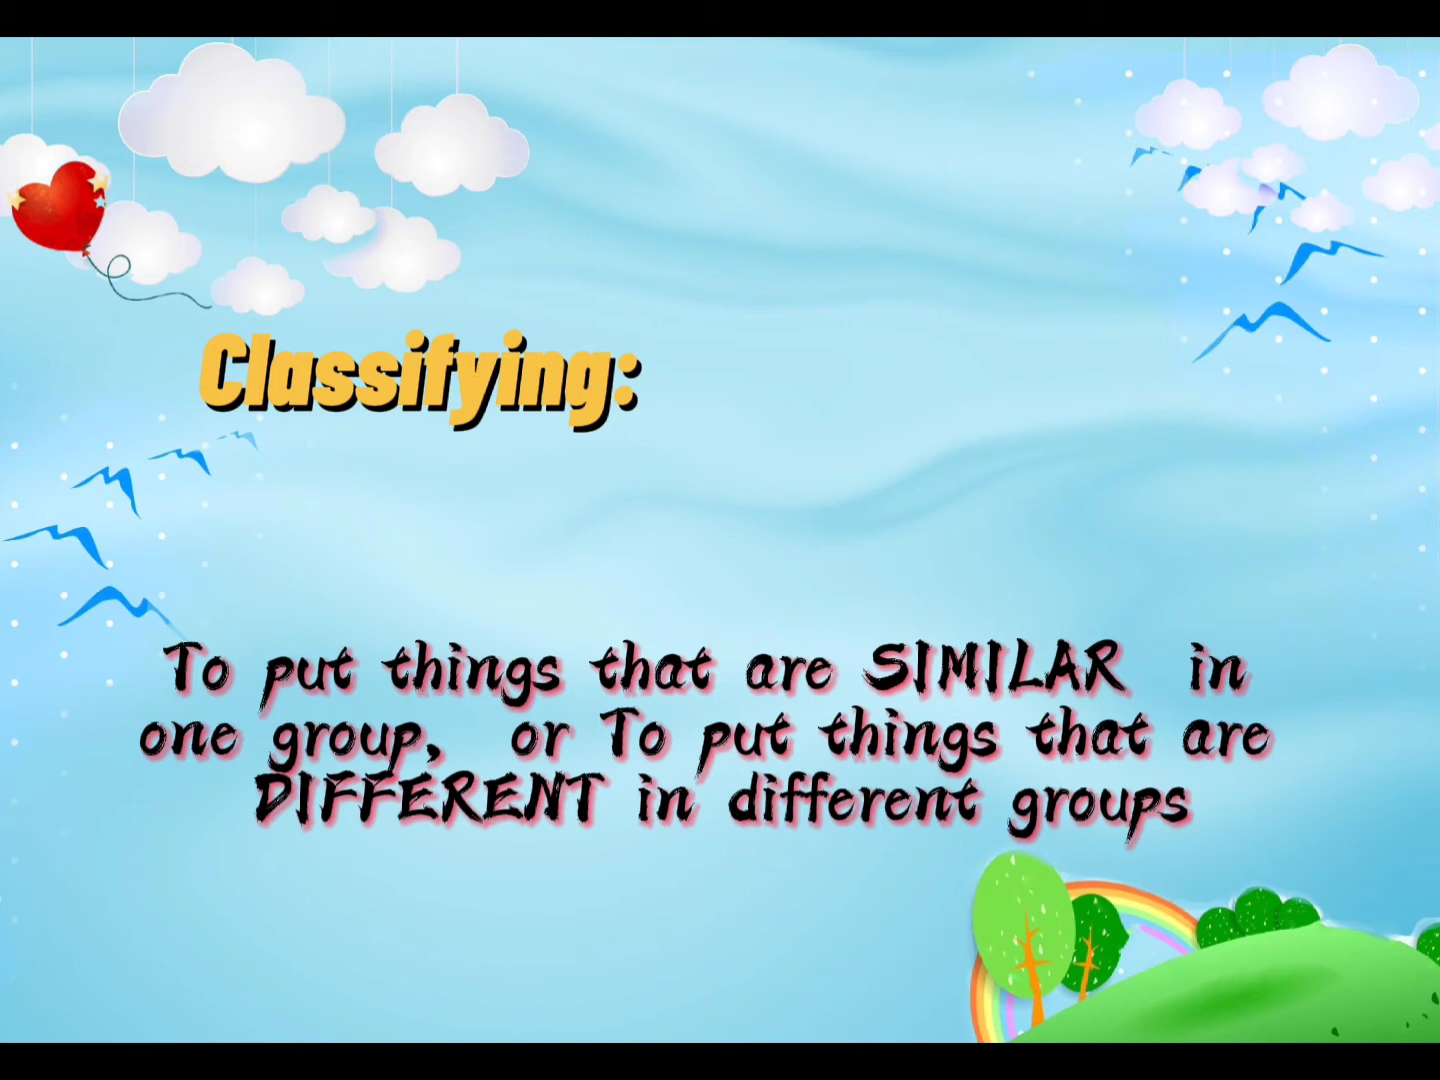 Classifying:
To put things that are SIMILAR in
one group, or To put things that are
DIFFERENT in different groups